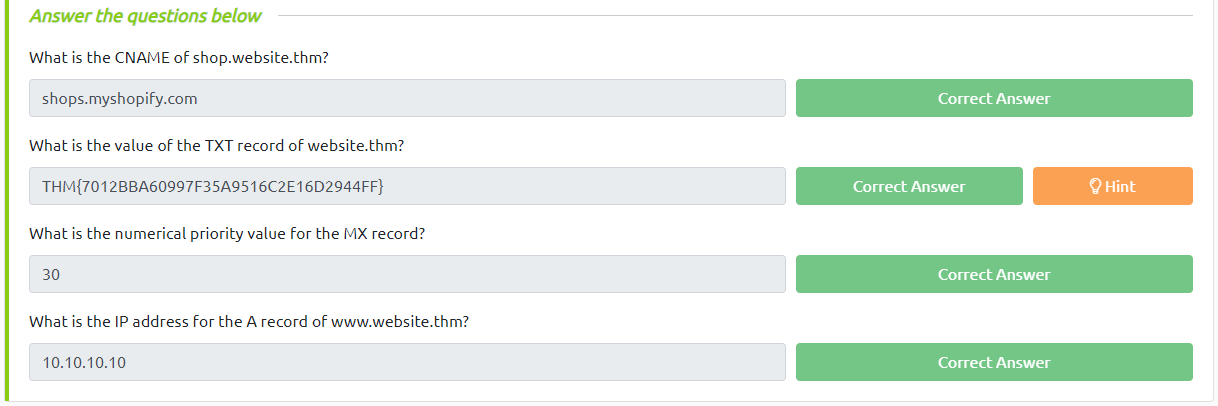 Answer the questions below
What is the CNAME of shop.website.thm?
shops.myshopify.com
Correct Answer
What is the value of the TXT record of website.thm?
THM{7012BBA60997F35A9516C2E16D2944FF}
Correct Answer
Hint
What is the numerical priority value for the MX record?
30
Correct Answer
What is the IP address for the A record of www.website.thm?
10.10.10.10
Correct Answer